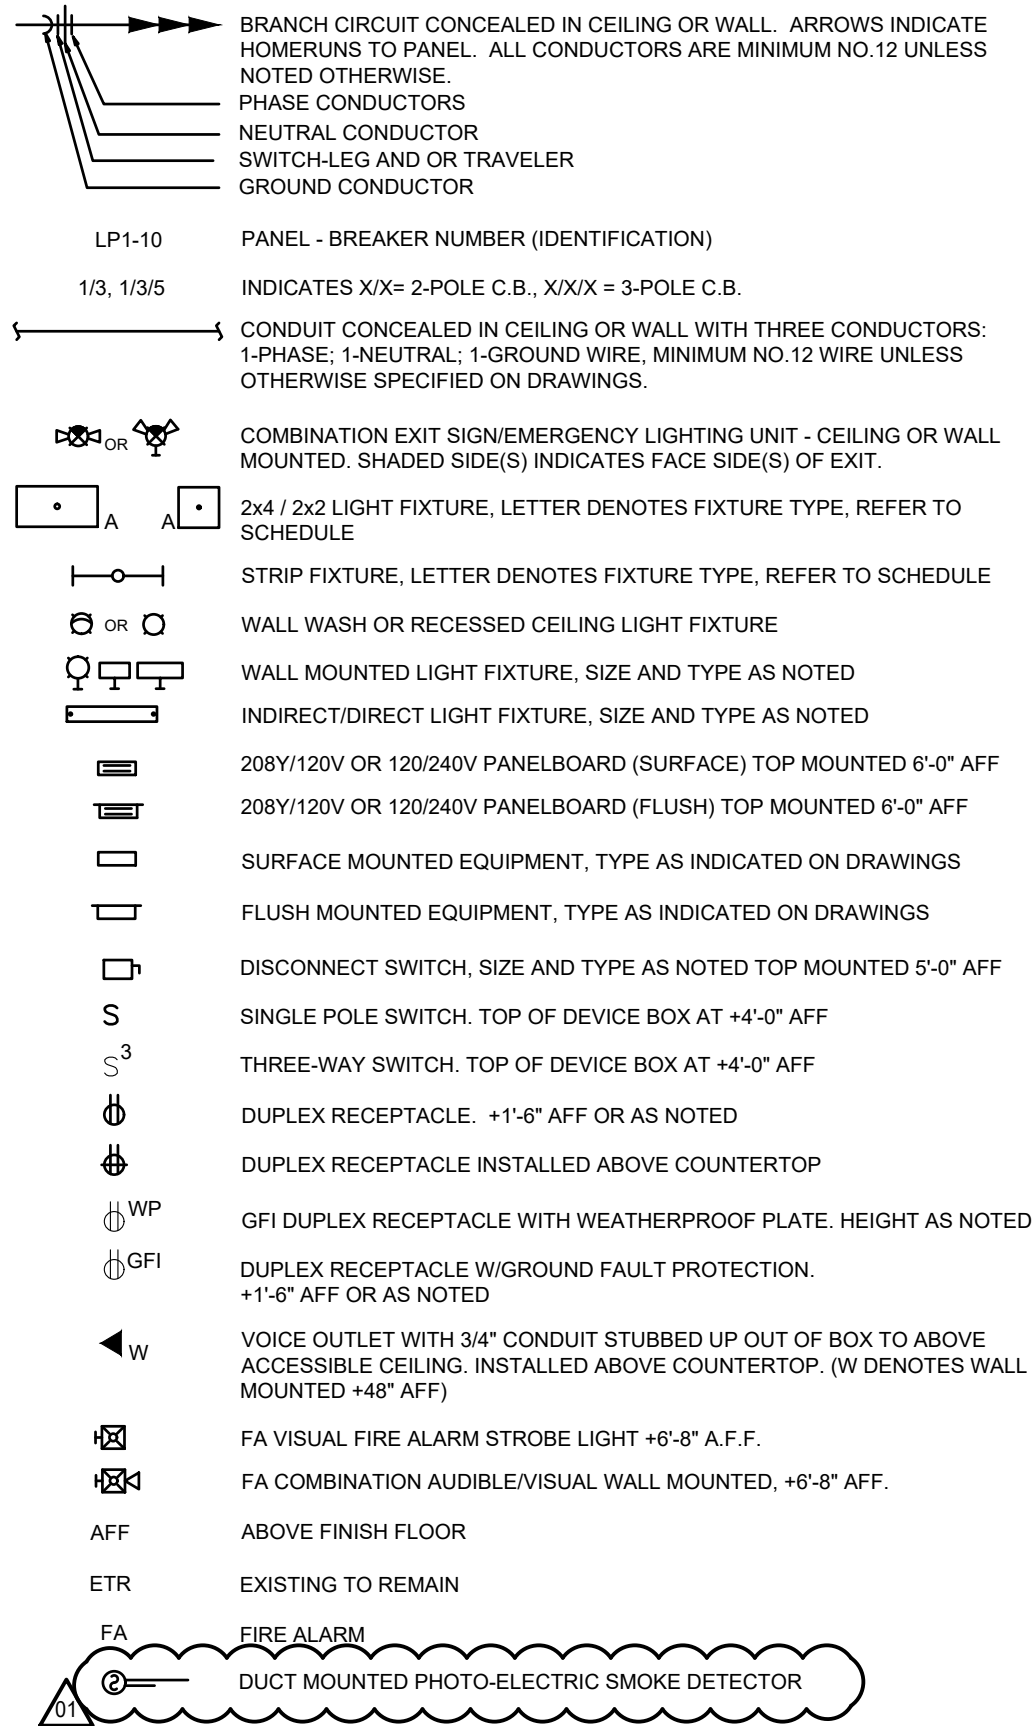 BRANCH CIRCUIT CONCEALED IN CEILING OR WALL. ARROWS INDICATE
HOMERUNS TO PANEL. ALL CONDUCTORS ARE MINIMUM NO.12 UNLESS
NOTED OTHERWISE.
PHASE CONDUCTORS
NEUTRAL CONDUCTOR
SWITCH-LEG AND OR TRAVELER
GROUND CONDUCTOR
LP1-10 PANEL - BREAKER NUMBER (IDENTIFICATION)
1/3, 1/3/5 INDICATES X/X= 2-POLE C.B., X/X/X = 3-POLE C.B.
CONDUIT CONCEALED IN CEILING OR WALL WITH THREE CONDUCTORS:
1-PHASE; 1-NEUTRAL; 1-GROUND WIRE, MINIMUM NO.12 WIRE UNLESS
OTHERWISE SPECIFIED ON DRAWINGS.
OR COMBINATION EXIT SIGN/EMERGENCY LIGHTING UNIT - CEILING OR WALL
MOUNTED. SHADED SIDE(S) INDICATES FACE SIDE(S) OF EXIT.
A A 2x4 / 2x2 LIGHT FIXTURE, LETTER DENOTES FIXTURE TYPE, REFER TO
SCHEDULE
STRIP FIXTURE, LETTER DENOTES FIXTURE TYPE, REFER TO SCHEDULE
OR WALL WASH OR RECESSED CEILING LIGHT FIXTURE
WALL MOUNTED LIGHT FIXTURE, SIZE AND TYPE AS NOTED
INDIRECT/DIRECT LIGHT FIXTURE, SIZE AND TYPE AS NOTED
208Y/120V OR 120/240V PANELBOARD (SURFACE) TOP MOUNTED 6'-0" AFF
208Y/120V OR 120/240V PANELBOARD (FLUSH) TOP MOUNTED 6'-0" AFF
SURFACE MOUNTED EQUIPMENT, TYPE AS INDICATED ON DRAWINGS
FLUSH MOUNTED EQUIPMENT, TYPE AS INDICATED ON DRAWINGS
DISCONNECT SWITCH, SIZE AND TYPE AS NOTED TOP MOUNTED 5'-0" AFF
S SINGLE POLE SWITCH. TOP OF DEVICE BOX AT +4'-0" AFF
S3 THREE-WAY SWITCH. TOP OF DEVICE BOX AT +4'-0" AFF
DUPLEX RECEPTACLE. +1'-6" AFF OR AS NOTED
DUPLEX RECEPTACLE INSTALLED ABOVE COUNTERTOP
WP GFI DUPLEX RECEPTACLE WITH WEATHERPROOF PLATE. HEIGHT AS NOTED
GFI DUPLEX RECEPTACLE W/GROUND FAULT PROTECTION.
+1'-6" AFF OR AS NOTED
W VOICE OUTLET WITH 3/4" CONDUIT STUBBED UP OUT OF BOX TO ABOVE
ACCESSIBLE CEILING. INSTALLED ABOVE COUNTERTOP. (W DENOTES WALL
MOUNTED +48" AFF)
FA VISUAL FIRE ALARM STROBE LIGHT +6'-8" A.F.F.
FA COMBINATION AUDIBLE/VISUAL WALL MOUNTED, +6'-8" AFF.
AFF ABOVE FINISH FLOOR
ETR EXISTING TO REMAIN
FA FIRE ALARM
S DUCT MOUNTED PHOTO-ELECTRIC SMOKE DETECTOR
01